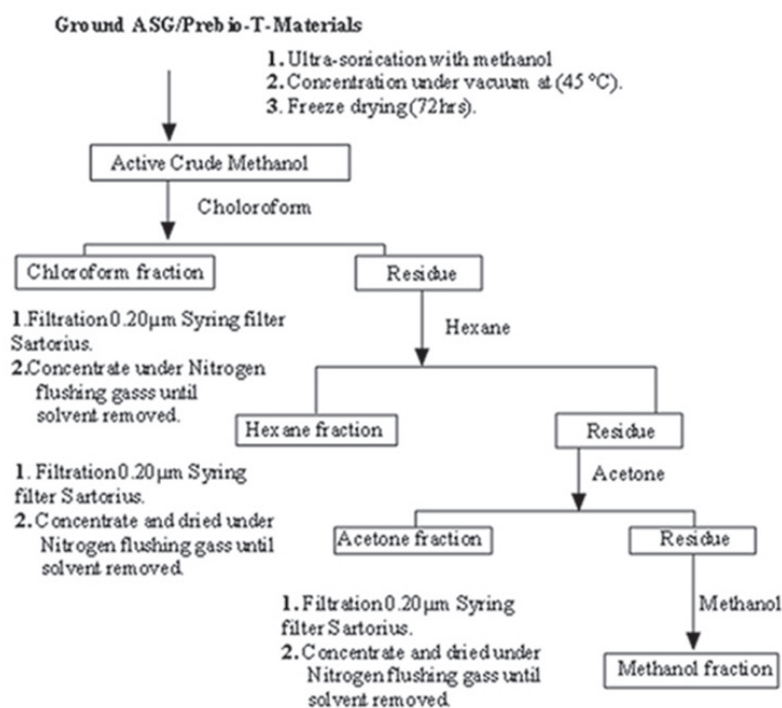 Ground ASG/Prebio-T-Materials
1. Ultra-sonication with methanol
2. Concentration under vacuum at (45 °C).
3. Freeze drying (72hrs).
Active Crude Methanol
Choloroform
Chloroform fraction
Residue
1.Filtration 0.20µm Syring filter
Sartorius.
2.Concentrate under Nitrogen
flushing gasss until
solvent removed.
Hexane
Hexane fraction
Residue
1. Filtration 0.20µm Syring
filter Sartorius.
2. Concentrate and dried under
Nitrogen flushing gass until
solvent removed.
Acetone
Acetone fraction
Residue
1. Filtration 0.20µm Syring
filter Sartorius.
2. Concentrate and dried under
Nitrogen flushing gass until
solvent removed.
Methanol
Methanol fraction